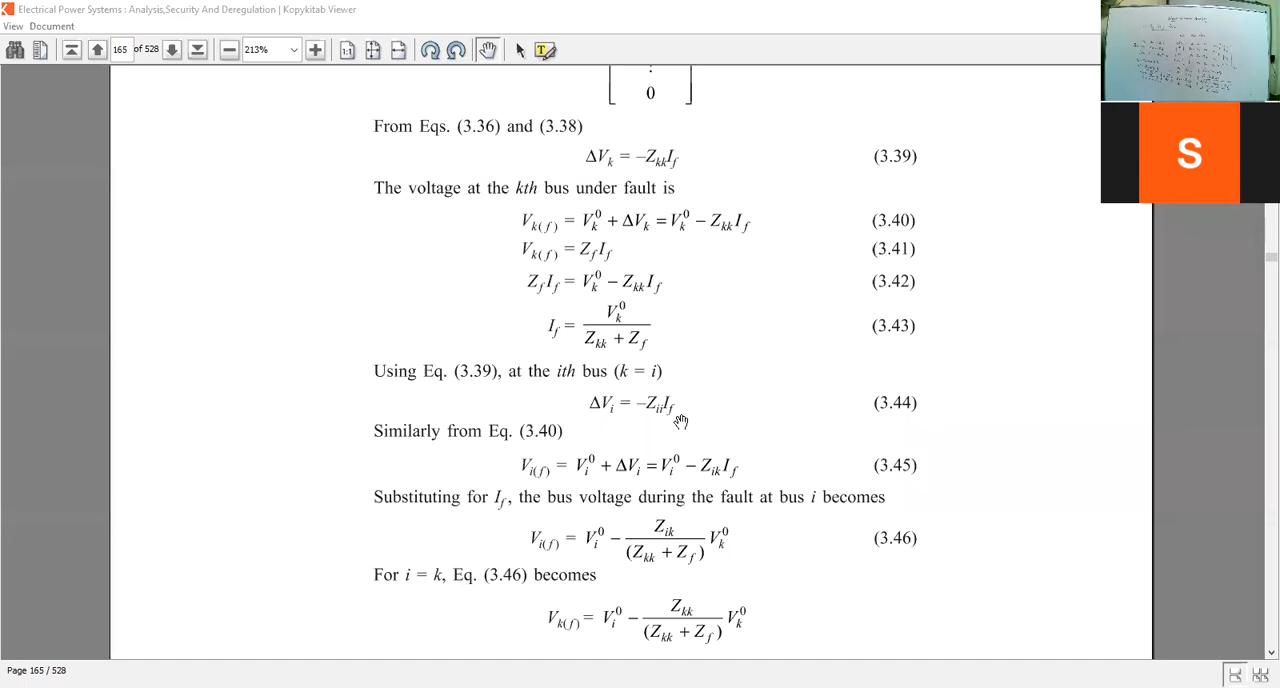 Electrical Power Systems : Analysis,Security And Deregulation | Kopykitab Viewer
View Document
165 of 528 213%
1:1 T
⋮
0
From Eqs. (3.36) and (3.38)
ΔV_k = –Z_kk I_f (3.39)
The voltage at the kth bus under fault is
V_k(f) = V_k^0 + ΔV_k = V_k^0 – Z_kk I_f (3.40)
V_k(f) = Z_f I_f (3.41)
Z_f I_f = V_k^0 – Z_kk I_f (3.42)
I_f = V_k^0 / (Z_kk + Z_f) (3.43)
Using Eq. (3.39), at the ith bus (k = i)
ΔV_i = –Z_ii I_f (3.44)
Similarly from Eq. (3.40)
V_i(f) = V_i^0 + ΔV_i = V_i^0 – Z_ik I_f (3.45)
Substituting for I_f, the bus voltage during the fault at bus i becomes
V_i(f) = V_i^0 – Z_ik / (Z_kk + Z_f) V_k^0 (3.46)
For i = k, Eq. (3.46) becomes
V_k(f) = V_i^0 – Z_kk / (Z_kk + Z_f) V_k^0
S
Page 165 / 528